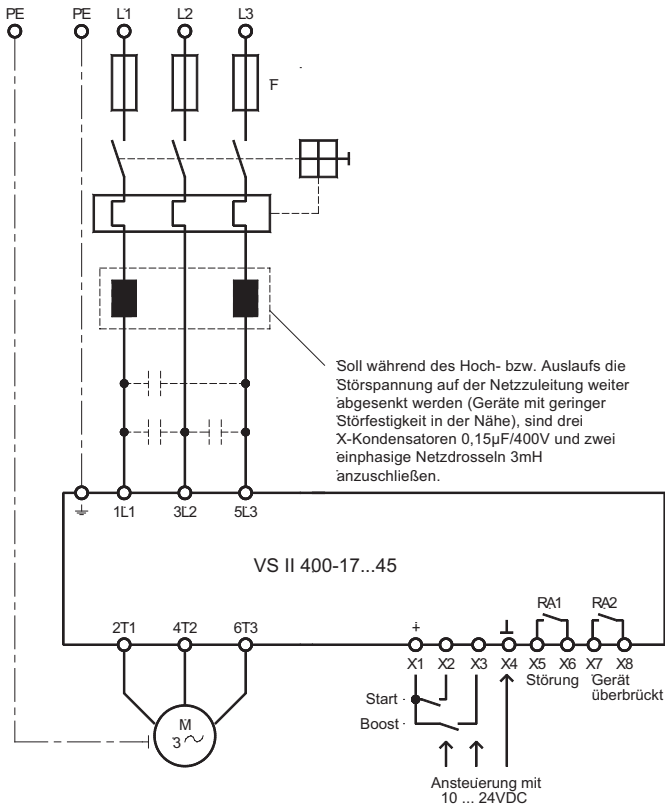 PE PE L1 L2 L3
F
Soll während des Hoch- bzw. Auslaufs die
Störspannung auf der Netzzuleitung weiter
abgesenkt werden (Geräte mit geringer
Störfestigkeit in der Nähe), sind drei
X-Kondensatoren 0,15µF/400V und zwei
einphasige Netzdrosseln 3mH
anzuschließen.
1L1 3L2 5L3
VS II 400-17...45
RA1 RA2
2T1 4T2 6T3 +
X1 X2 X3 X4 X5 X6 X7 X8
Störung Gerät
überbrückt
Start
Boost
M
3
Ansteuerung mit
10 ... 24VDC